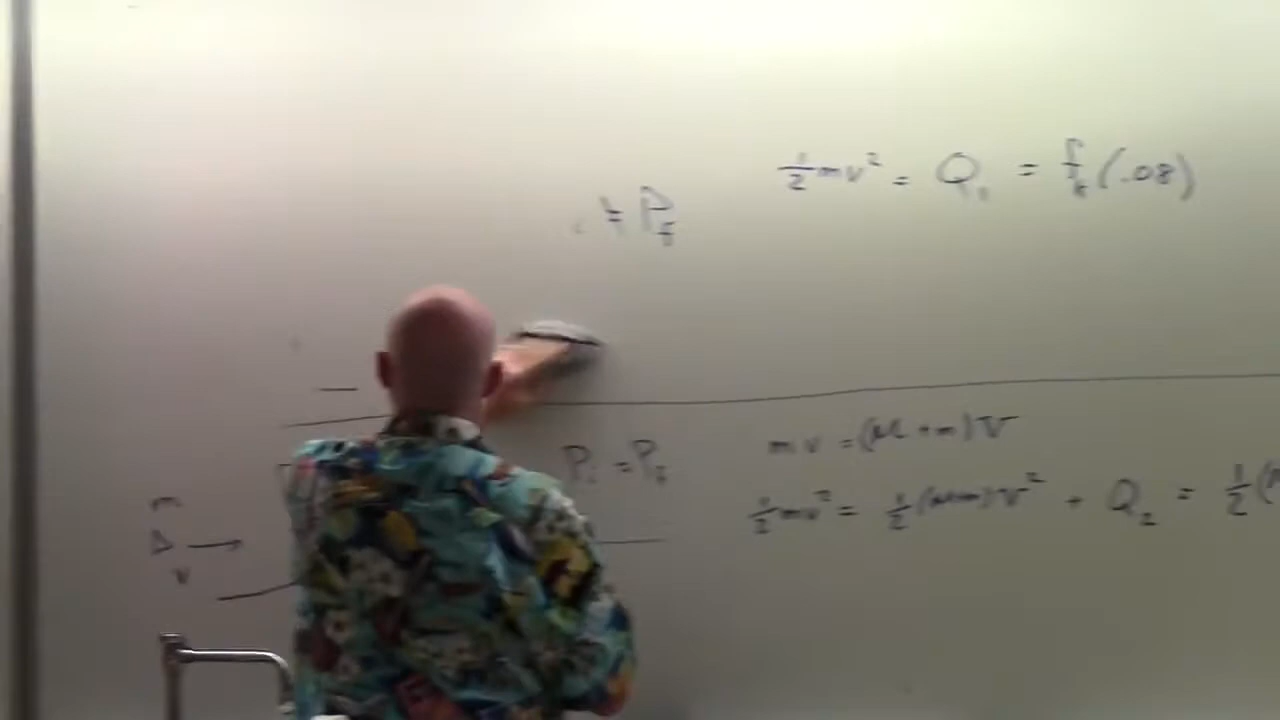 ½mv² = Q₁ = fₖ(.08)
≠ P_f
mv = (M+m)V
P_i = P_f
½mv² = ½(M+m)V² + Q₂ = ½(
m
v